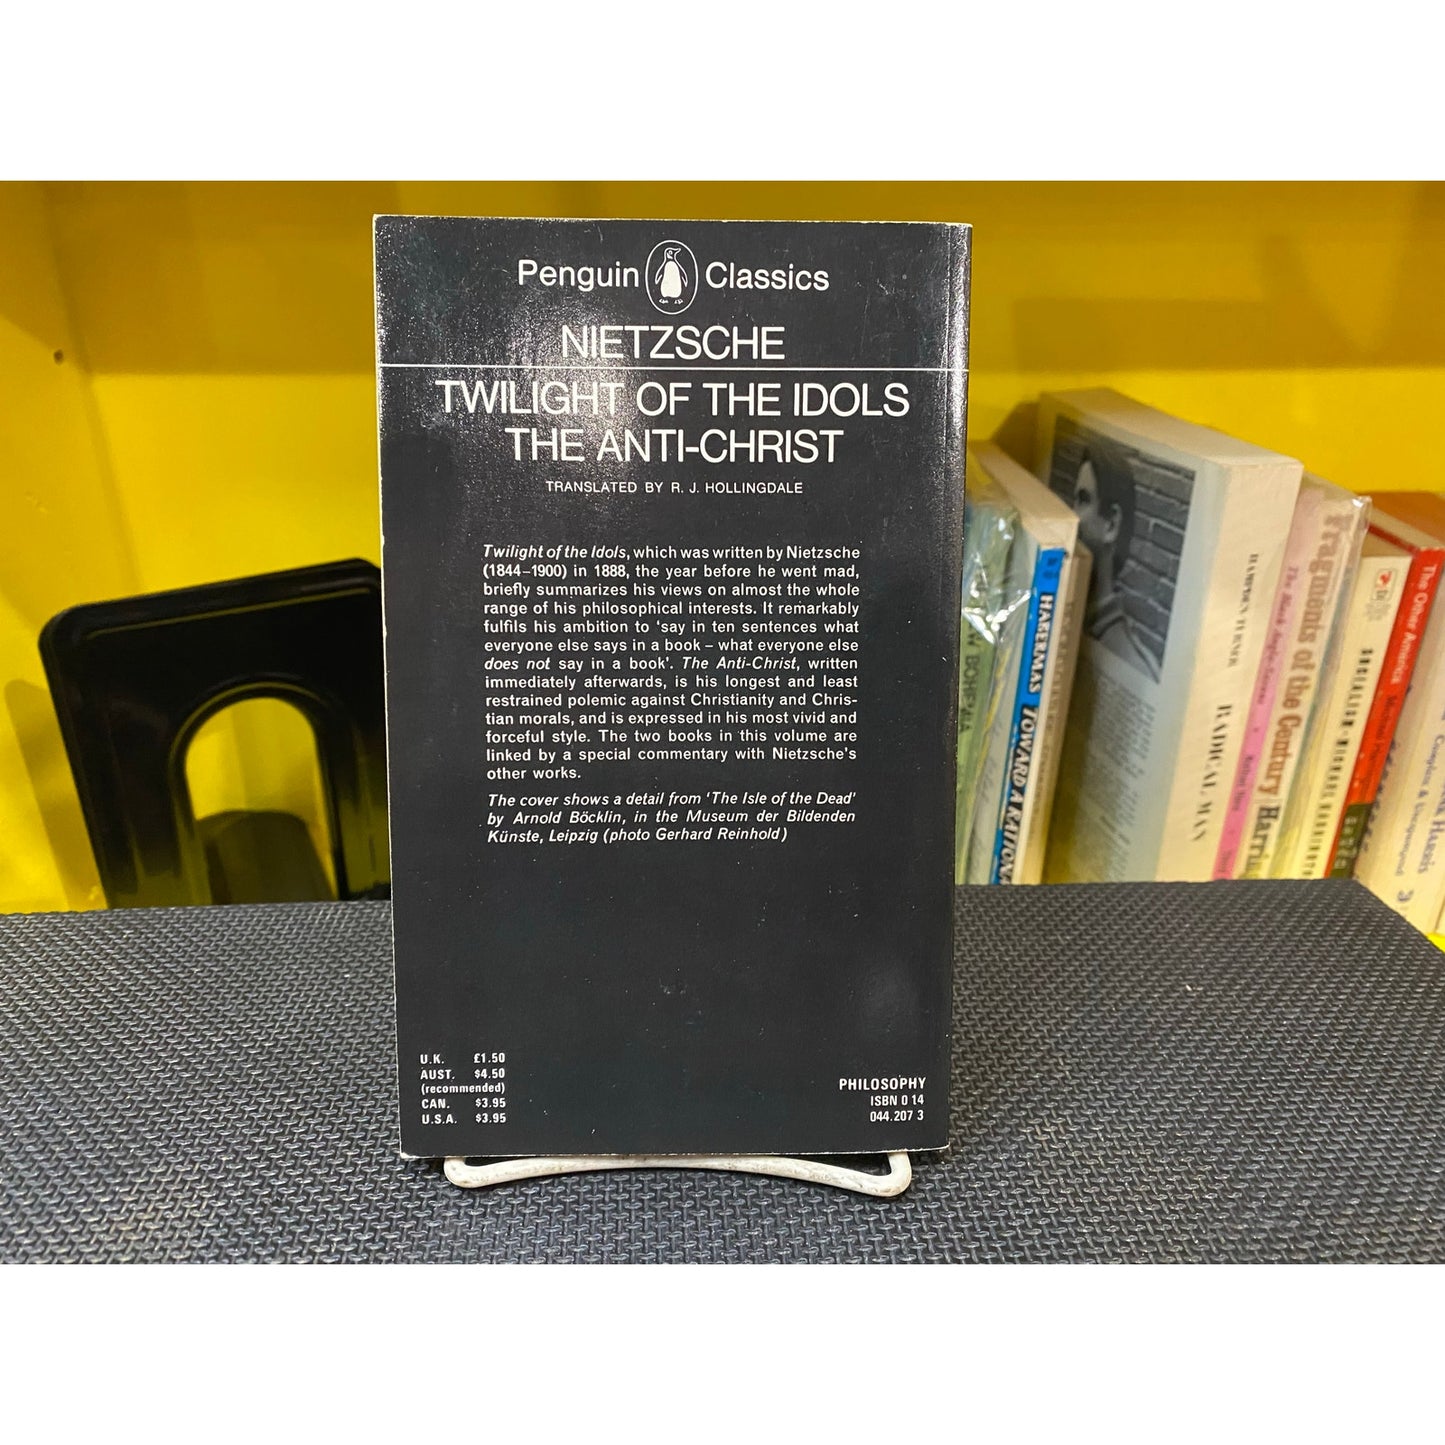 Penguin Classics
NIETZSCHE
TWILIGHT OF THE IDOLS
THE ANTI-CHRIST
TRANSLATED BY R. J. HOLLINGDALE
Twilight of the Idols, which was written by Nietzsche
(1844–1900) in 1888, the year before he went mad,
briefly summarizes his views on almost the whole
range of his philosophical interests. It remarkably
fulfils his ambition to ‘say in ten sentences what
everyone else says in a book – what everyone else
does not say in a book’. The Anti-Christ, written
immediately afterwards, is his longest and least
restrained polemic against Christianity and Chris-
tian morals, and is expressed in his most vivid and
forceful style. The two books in this volume are
linked by a special commentary with Nietzsche's
other works.
The cover shows a detail from ‘The Isle of the Dead’
by Arnold Böcklin, in the Museum der Bildenden
Künste, Leipzig (photo Gerhard Reinhold)
U.K. £1.50
AUST. $4.50
(recommended)
CAN. $3.95
U.S.A. $3.95
PHILOSOPHY
ISBN 0 14
044.207 3
HABERMAS TOWARD A RATIONA
HAMPDEN-TURNER RADICAL MAN
Fragments of the Century Harri
The Other America Michael
HARRIS